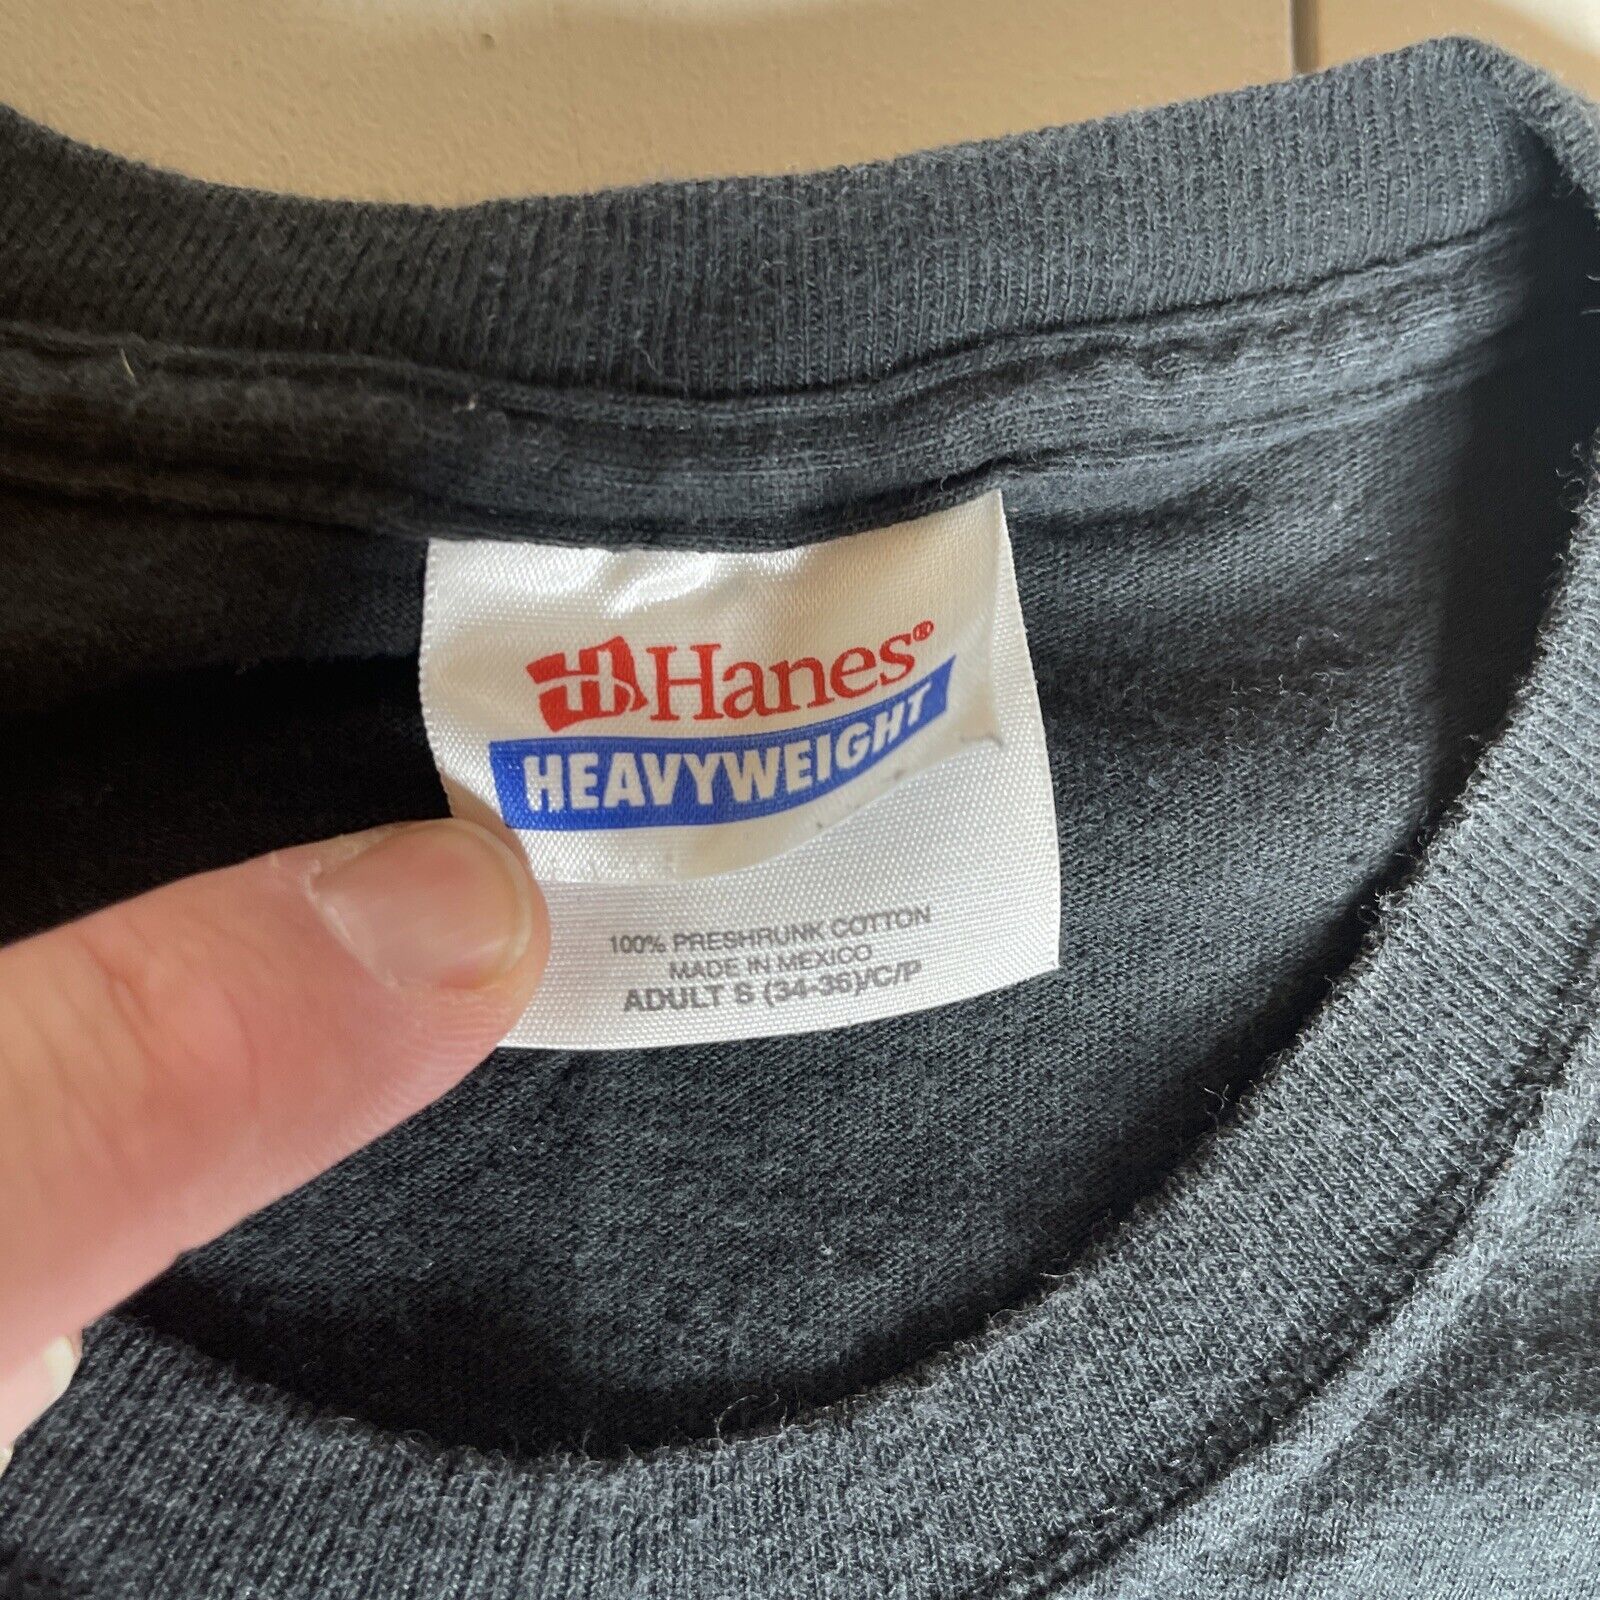 Hanes®
HEAVYWEIGHT
100% PRESHRUNK COTTON
MADE IN MEXICO
ADULT S (34-36)/C/P